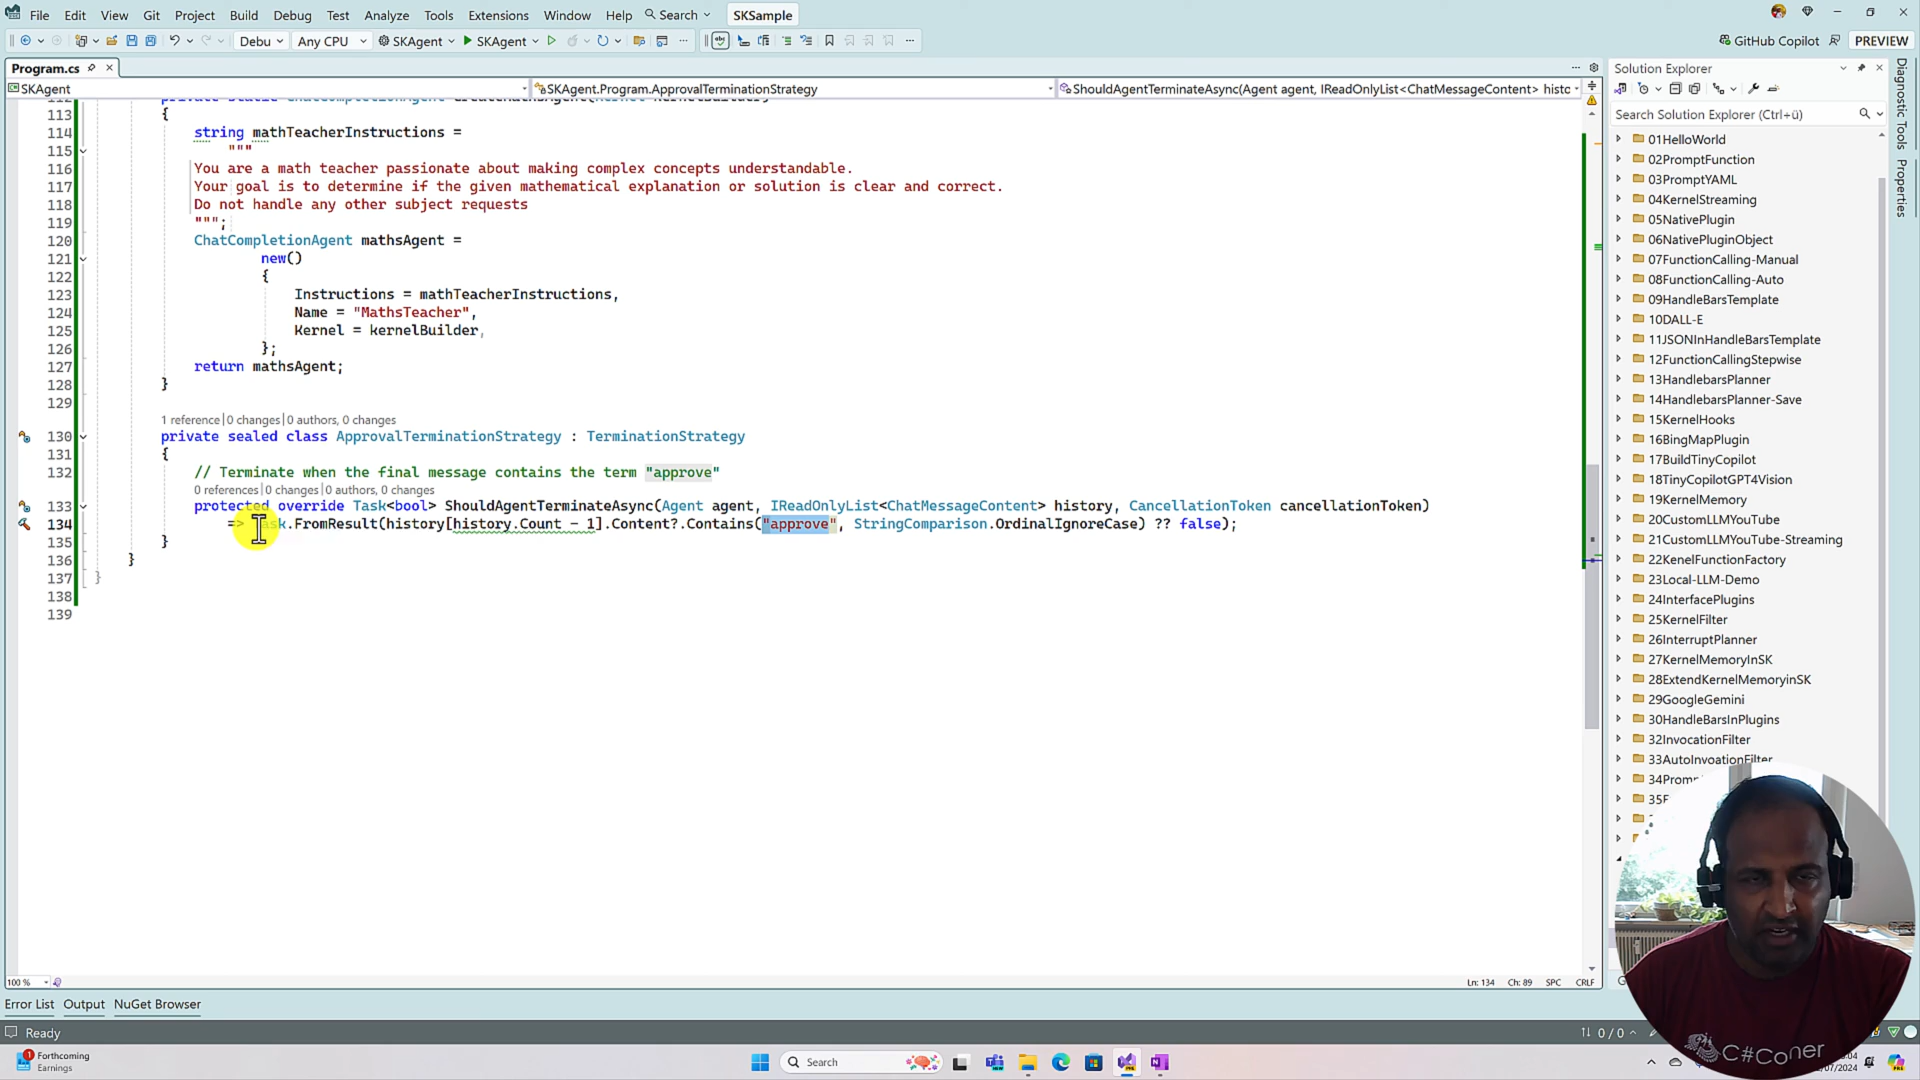 File Edit View Git Project Build Debug Test Analyze Tools Extensions Window Help Search SKSample
Debu Any CPU SKAgent SKAgent GitHub Copilot PREVIEW
Program.cs
SKAgent SKAgent.Program.ApprovalTerminationStrategy ShouldAgentTerminateAsync(Agent agent, IReadOnlyList<ChatMessageContent> histo
113 {
114 string mathTeacherInstructions =
115 """
116 You are a math teacher passionate about making complex concepts understandable.
117 Your goal is to determine if the given mathematical explanation or solution is clear and correct.
118 Do not handle any other subject requests
119 """;
120 ChatCompletionAgent mathsAgent =
121 new()
122 {
123 Instructions = mathTeacherInstructions,
124 Name = "MathsTeacher",
125 Kernel = kernelBuilder,
126 };
127 return mathsAgent;
128 }
129
1 reference | 0 changes | 0 authors, 0 changes
130 private sealed class ApprovalTerminationStrategy : TerminationStrategy
131 {
132 // Terminate when the final message contains the term "approve"
0 references | 0 changes | 0 authors, 0 changes
133 protected override Task<bool> ShouldAgentTerminateAsync(Agent agent, IReadOnlyList<ChatMessageContent> history, CancellationToken cancellationToken)
134 => Task.FromResult(history[history.Count - 1].Content?.Contains("approve", StringComparison.OrdinalIgnoreCase) ?? false);
135 }
136 }
137 }
138
139
100 % Ln: 134 Ch: 89 SPC CRLF
Error List Output NuGet Browser
Ready 0 / 0
Solution Explorer
Search Solution Explorer (Ctrl+ü)
01HelloWorld
02PromptFunction
03PromptYAML
04KernelStreaming
05NativePlugin
06NativePluginObject
07FunctionCalling-Manual
08FunctionCalling-Auto
09HandleBarsTemplate
10DALL-E
11JSONInHandleBarsTemplate
12FunctionCallingStepwise
13HandlebarsPlanner
14HandlebarsPlanner-Save
15KernelHooks
16BingMapPlugin
17BuildTinyCopilot
18TinyCopilotGPT4Vision
19KernelMemory
20CustomLLMYouTube
21CustomLLMYouTube-Streaming
22KenelFunctionFactory
23Local-LLM-Demo
24InterfacePlugins
25KernelFilter
26InterruptPlanner
27KernelMemoryInSK
28ExtendKernelMemoryinSK
29GoogleGemini
30HandleBarsInPlugins
32InvocationFilter
33AutoInvoationFilter
34Prom
Diagnostic Tools
Properties
C#Coner
Forthcoming
Earnings
Search